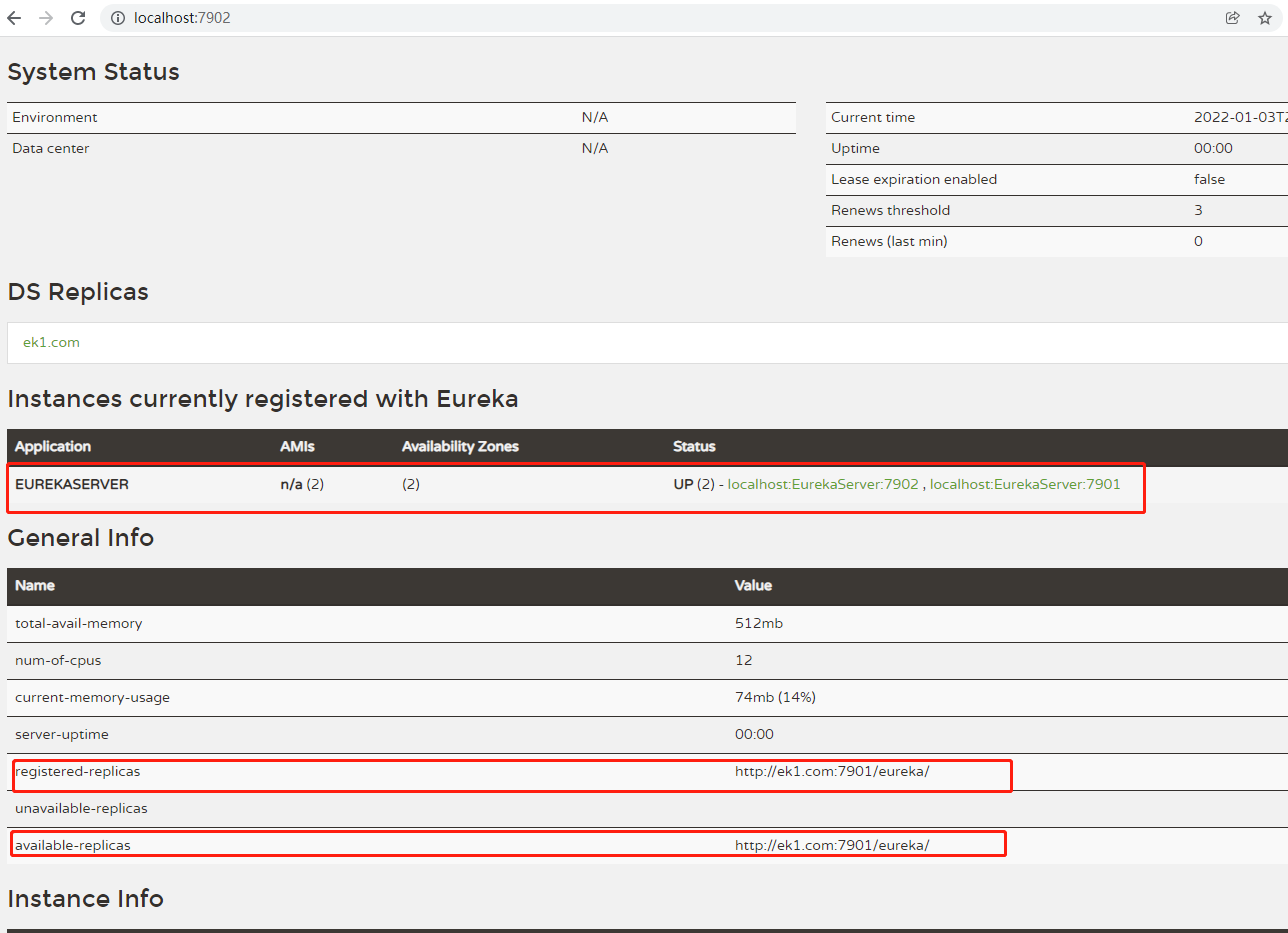 localhost:7902
System Status
Environment N/A
Data center N/A
Current time 2022-01-03T
Uptime 00:00
Lease expiration enabled false
Renews threshold 3
Renews (last min) 0
DS Replicas
ek1.com
Instances currently registered with Eureka
Application AMIs Availability Zones Status
EUREKASERVER n/a (2) (2) UP (2) - localhost:EurekaServer:7902 , localhost:EurekaServer:7901
General Info
Name Value
total-avail-memory 512mb
num-of-cpus 12
current-memory-usage 74mb (14%)
server-uptime 00:00
registered-replicas http://ek1.com:7901/eureka/
unavailable-replicas
available-replicas http://ek1.com:7901/eureka/
Instance Info